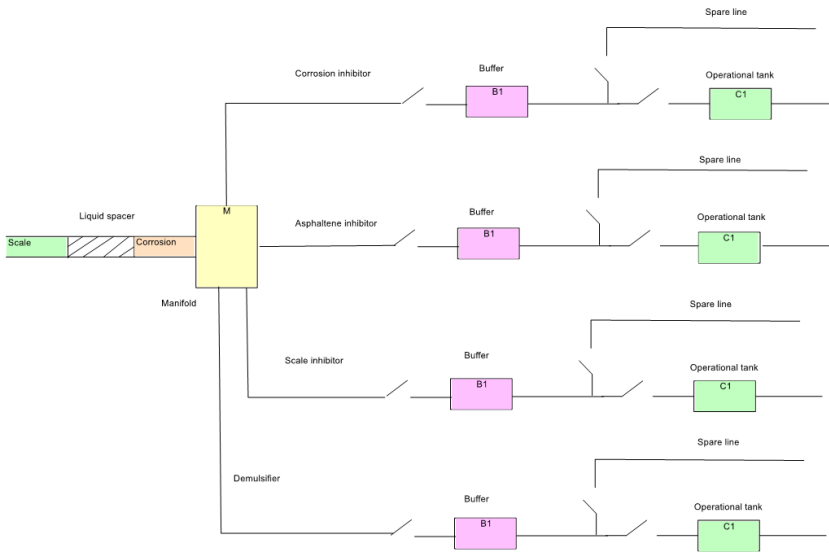 Spare line
Corrosion inhibitor
Buffer
Operational tank
B1
C1
Spare line
Liquid spacer
M
Asphaltene inhibitor
Buffer
Operational tank
Scale
Corrosion
B1
C1
Manifold
Spare line
Scale inhibitor
Buffer
Operational tank
B1
C1
Spare line
Demulsifier
Buffer
Operational tank
B1
C1